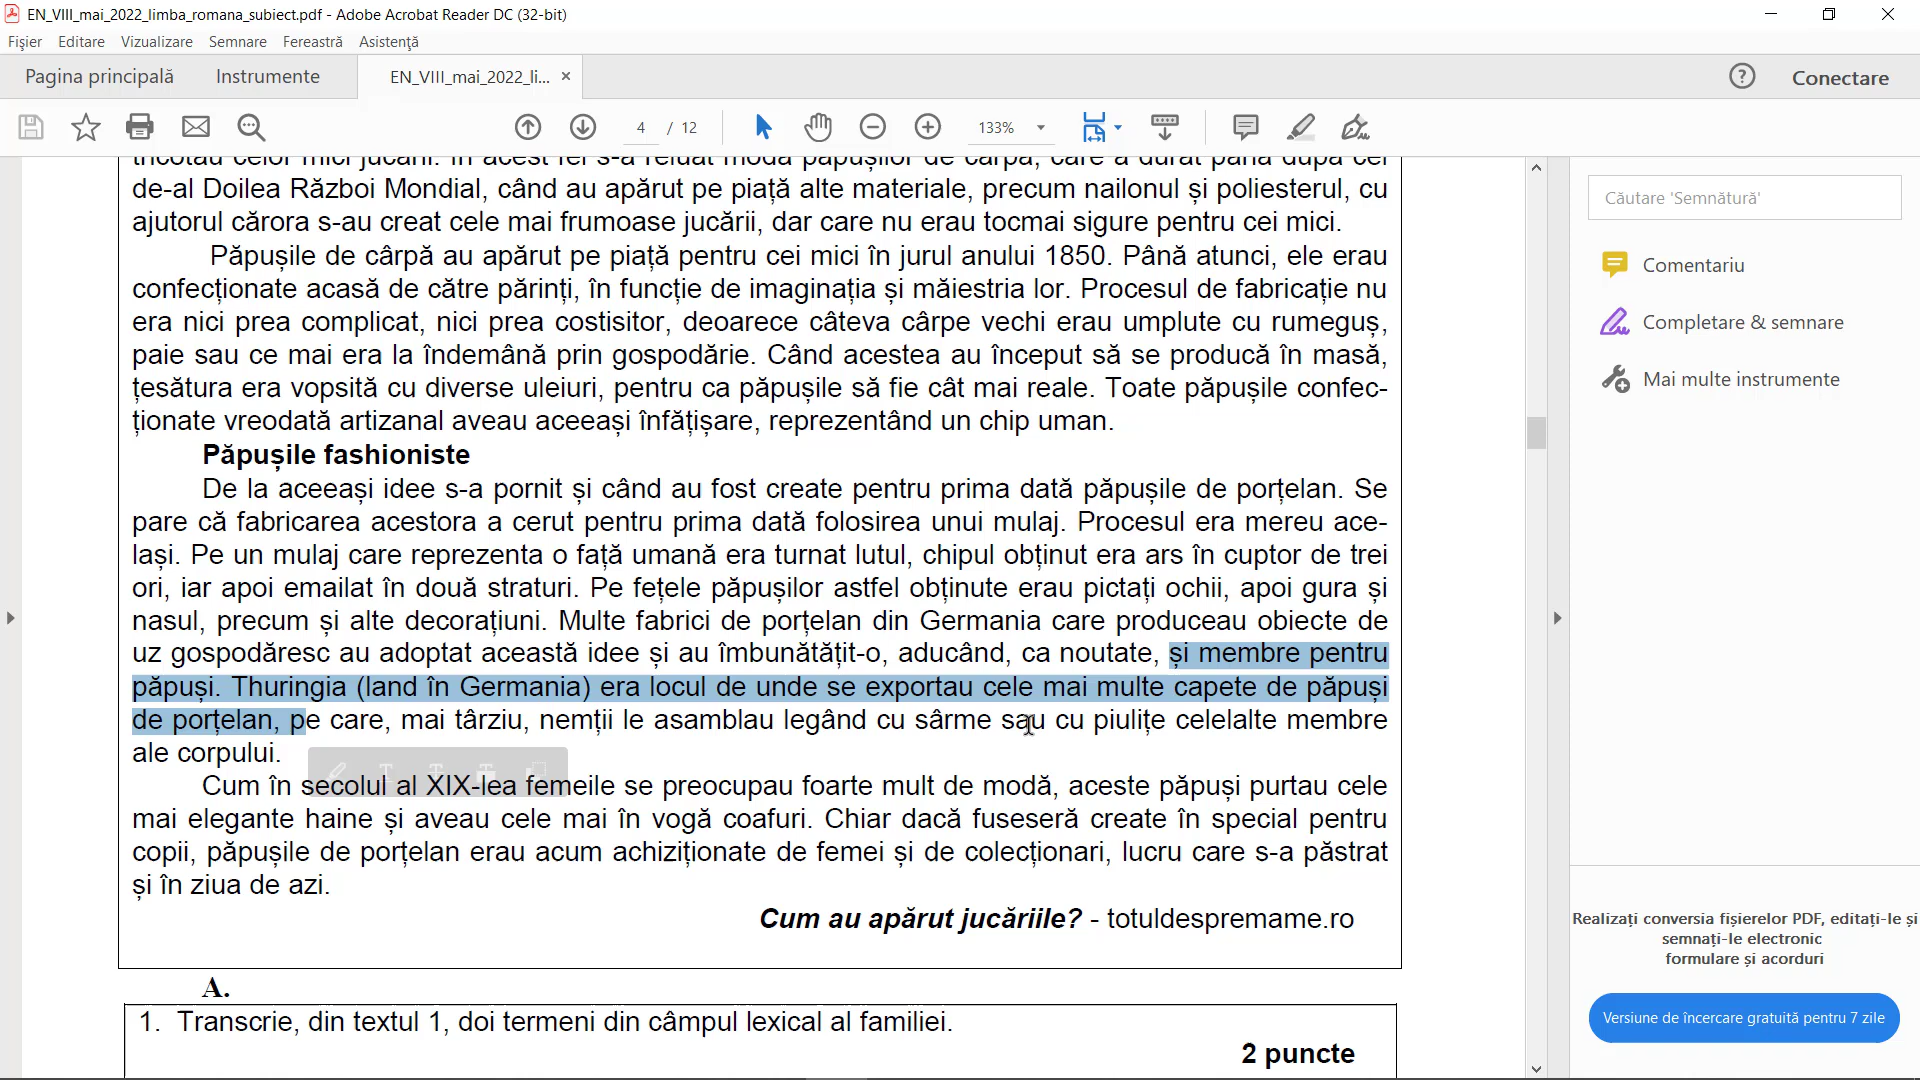 EN_VIII_mai_2022_limba_romana_subiect.pdf - Adobe Acrobat Reader DC (32-bit)
Fișier Editare Vizualizare Semnare Fereastră Asistență
Pagina principală Instrumente EN_VIII_mai_2022_li... × Conectare
4 / 12 133%
tricotau celor mici jucării. În acest fel s-a reluat moda păpușilor de cârpă, care a durat până după cel
de-al Doilea Război Mondial, când au apărut pe piață alte materiale, precum nailonul și poliesterul, cu
ajutorul cărora s-au creat cele mai frumoase jucării, dar care nu erau tocmai sigure pentru cei mici.
Păpușile de cârpă au apărut pe piață pentru cei mici în jurul anului 1850. Până atunci, ele erau
confecționate acasă de către părinți, în funcție de imaginația și măiestria lor. Procesul de fabricație nu
era nici prea complicat, nici prea costisitor, deoarece câteva cârpe vechi erau umplute cu rumeguș,
paie sau ce mai era la îndemână prin gospodărie. Când acestea au început să se producă în masă,
țesătura era vopsită cu diverse uleiuri, pentru ca păpușile să fie cât mai reale. Toate păpușile confec-
ționate vreodată artizanal aveau aceeași înfățișare, reprezentând un chip uman.
Păpușile fashioniste
De la aceeași idee s-a pornit și când au fost create pentru prima dată păpușile de porțelan. Se
pare că fabricarea acestora a cerut pentru prima dată folosirea unui mulaj. Procesul era mereu ace-
lași. Pe un mulaj care reprezenta o față umană era turnat lutul, chipul obținut era ars în cuptor de trei
ori, iar apoi emailat în două straturi. Pe fețele păpușilor astfel obținute erau pictați ochii, apoi gura și
nasul, precum și alte decorațiuni. Multe fabrici de porțelan din Germania care produceau obiecte de
uz gospodăresc au adoptat această idee și au îmbunătățit-o, aducând, ca noutate, și membre pentru
păpuși. Thuringia (land în Germania) era locul de unde se exportau cele mai multe capete de păpuși
de porțelan, pe care, mai târziu, nemții le asamblau legând cu sârme sau cu piulițe celelalte membre
ale corpului.
Cum în secolul al XIX-lea femeile se preocupau foarte mult de modă, aceste păpuși purtau cele
mai elegante haine și aveau cele mai în vogă coafuri. Chiar dacă fuseseră create în special pentru
copii, păpușile de porțelan erau acum achiziționate de femei și de colecționari, lucru care s-a păstrat
și în ziua de azi.
Cum au apărut jucăriile? - totuldespremame.ro
A.
1. Transcrie, din textul 1, doi termeni din câmpul lexical al familiei.
2 puncte
Căutare 'Semnătură'
Comentariu
Completare & semnare
Mai multe instrumente
Realizați conversia fișierelor PDF, editați-le și
semnați-le electronic
formulare și acorduri
Versiune de încercare gratuită pentru 7 zile